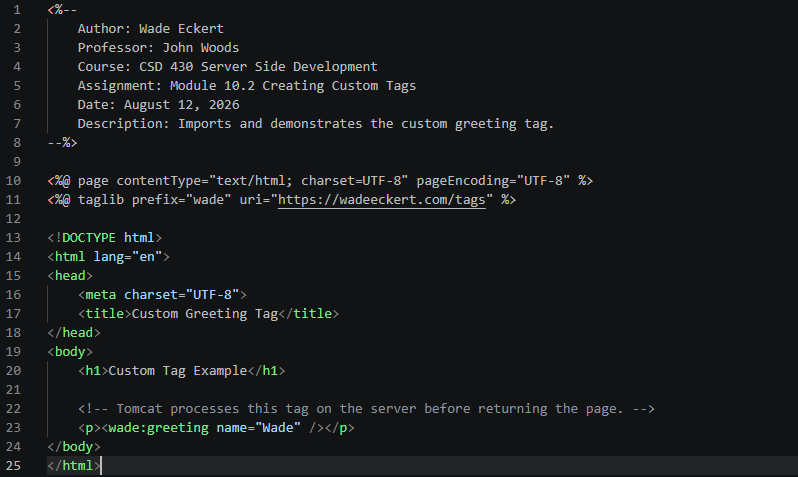 1 <%--
2     Author: Wade Eckert
3     Professor: John Woods
4     Course: CSD 430 Server Side Development
5     Assignment: Module 10.2 Creating Custom Tags
6     Date: August 12, 2026
7     Description: Imports and demonstrates the custom greeting tag.
8 --%>
9
10 <%@ page contentType="text/html; charset=UTF-8" pageEncoding="UTF-8" %>
11 <%@ taglib prefix="wade" uri="https://wadeeckert.com/tags" %>
12
13 <!DOCTYPE html>
14 <html lang="en">
15 <head>
16     <meta charset="UTF-8">
17     <title>Custom Greeting Tag</title>
18 </head>
19 <body>
20     <h1>Custom Tag Example</h1>
21
22     <!-- Tomcat processes this tag on the server before returning the page. -->
23     <p><wade:greeting name="Wade" /></p>
24 </body>
25 </html>